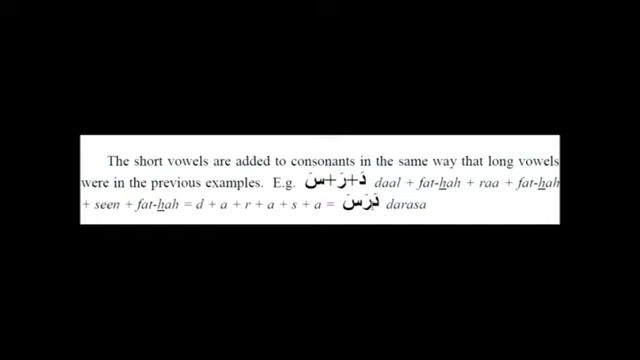 The short vowels are added to consonants in the same way that long vowels
were in the previous examples. E.g. دَ+رَ+سَ daal + fat-hah + raa + fat-hah
+ seen + fat-hah = d + a + r + a + s + a = دَرَسَ darasa